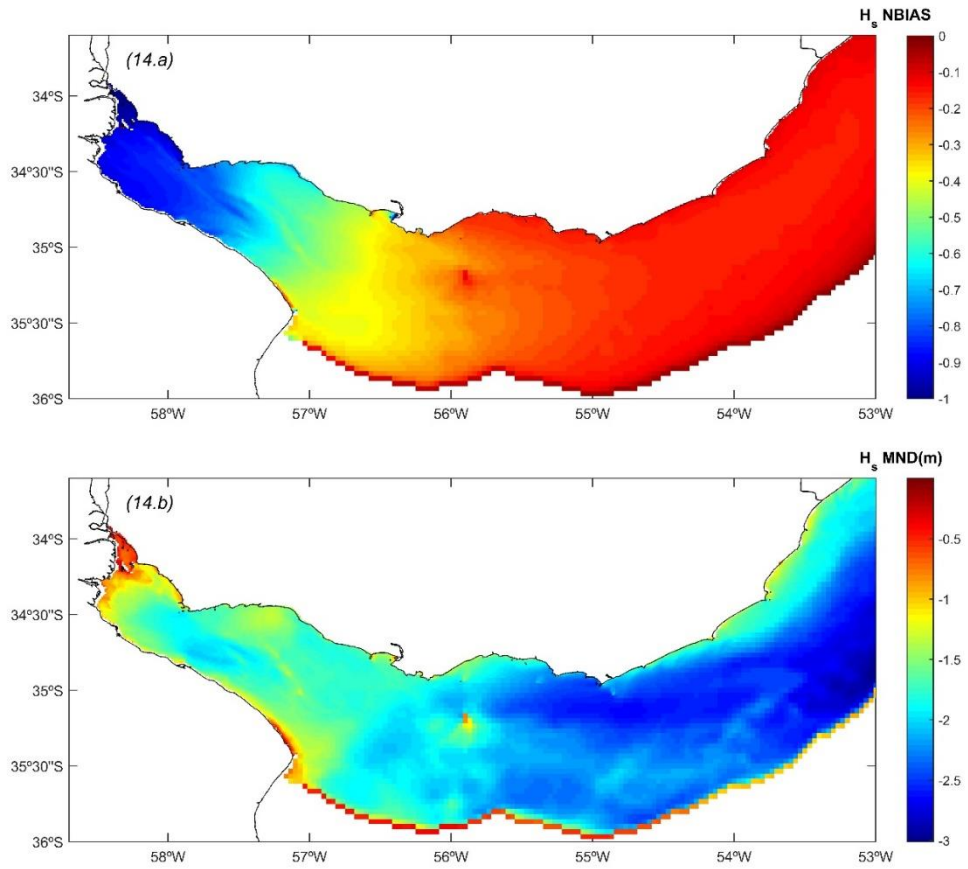 H_s NBIAS
(14.a)
34ºS
34º30"S
35ºS
35º30"S
36ºS
58ºW
57ºW
56ºW
55ºW
54ºW
53ºW
0
-0.1
-0.2
-0.3
-0.4
-0.5
-0.6
-0.7
-0.8
-0.9
-1
H_s MND(m)
(14.b)
34ºS
34º30"S
35ºS
35º30"S
36ºS
58ºW
57ºW
56ºW
55ºW
54ºW
53ºW
-0.5
-1
-1.5
-2
-2.5
-3